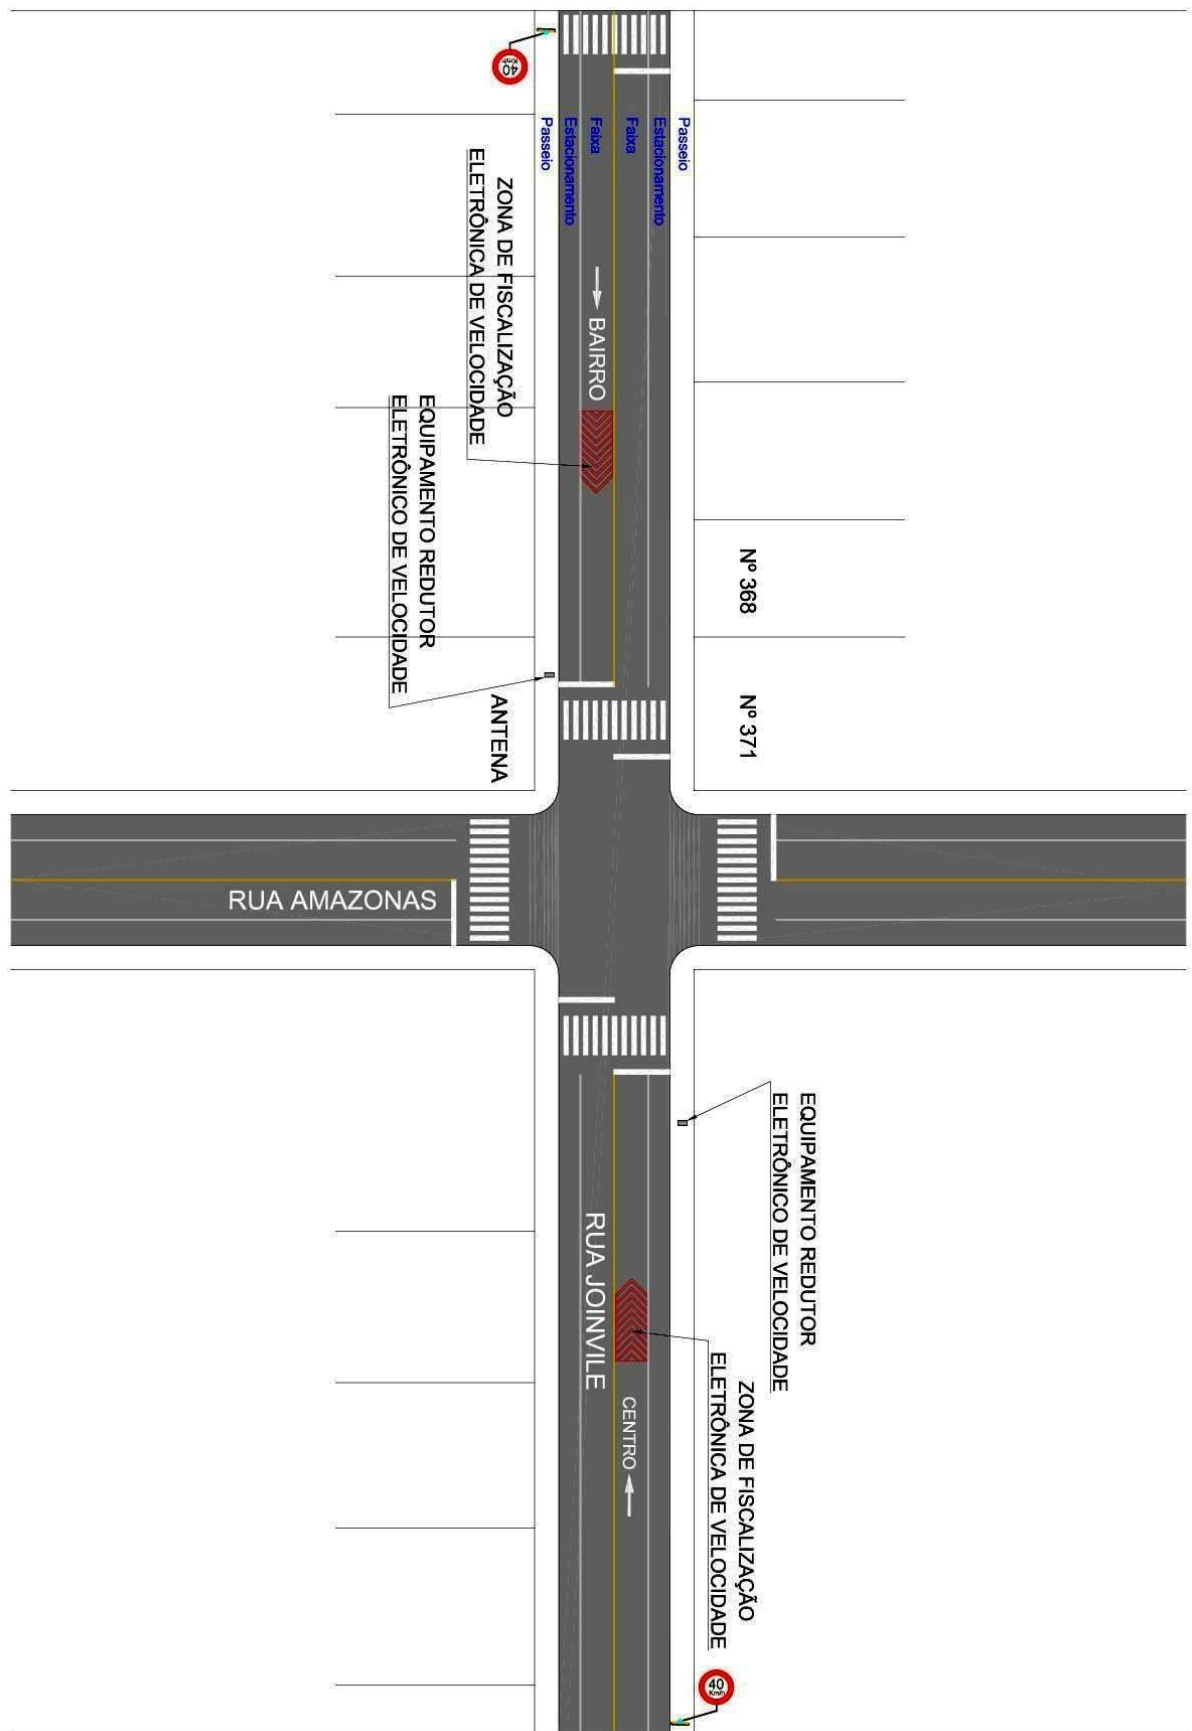 40
Km/h
Passeio
Estacionamento
Faixa
Faixa
Estacionamento
Passeio
ZONA DE FISCALIZAÇÃO
ELETRÔNICA DE VELOCIDADE
BAIRRO
EQUIPAMENTO REDUTOR
ELETRÔNICO DE VELOCIDADE
Nº 368
Nº 371
ANTENA
RUA AMAZONAS
EQUIPAMENTO REDUTOR
ELETRÔNICO DE VELOCIDADE
RUA JOINVILE
CENTRO
ZONA DE FISCALIZAÇÃO
ELETRÔNICA DE VELOCIDADE
40
Km/h